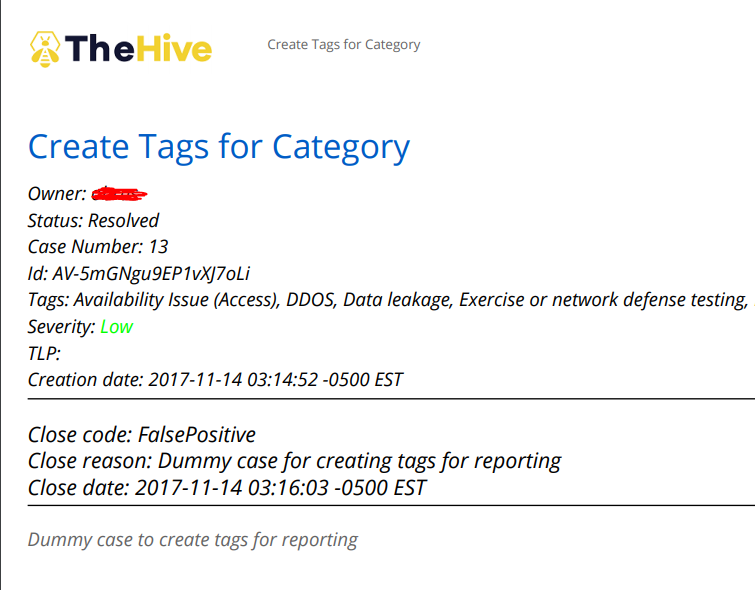 TheHive
Create Tags for Category
Create Tags for Category
Owner:
Status: Resolved
Case Number: 13
Id: AV-5mGNgu9EP1vXJ7oLi
Tags: Availability Issue (Access), DDOS, Data leakage, Exercise or network defense testing,
Severity: Low
TLP:
Creation date: 2017-11-14 03:14:52 -0500 EST
Close code: FalsePositive
Close reason: Dummy case for creating tags for reporting
Close date: 2017-11-14 03:16:03 -0500 EST
Dummy case to create tags for reporting